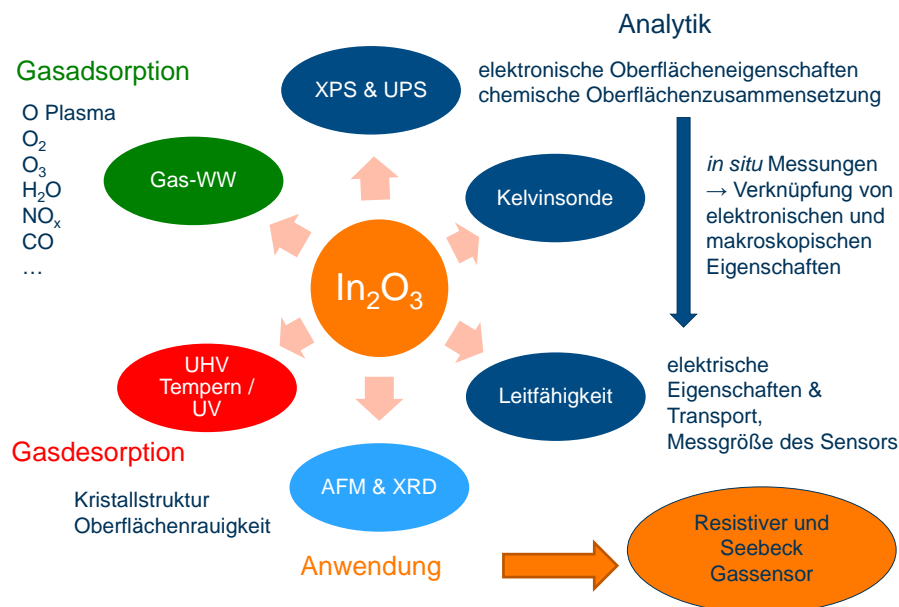 Analytik
Gasadsorption
O Plasma
O₂
O₃
H₂O
NOₓ
CO
…
XPS & UPS
elektronische Oberflächeneigenschaften
chemische Oberflächenzusammensetzung
Gas-WW
Kelvinsonde
in situ Messungen
→ Verknüpfung von
elektronischen und
makroskopischen
Eigenschaften
In₂O₃
UHV
Tempern /
UV
Leitfähigkeit
elektrische
Eigenschaften &
Transport,
Messgröße des Sensors
Gasdesorption
AFM & XRD
Kristallstruktur
Oberflächenrauigkeit
Anwendung
Resistiver und
Seebeck
Gassensor